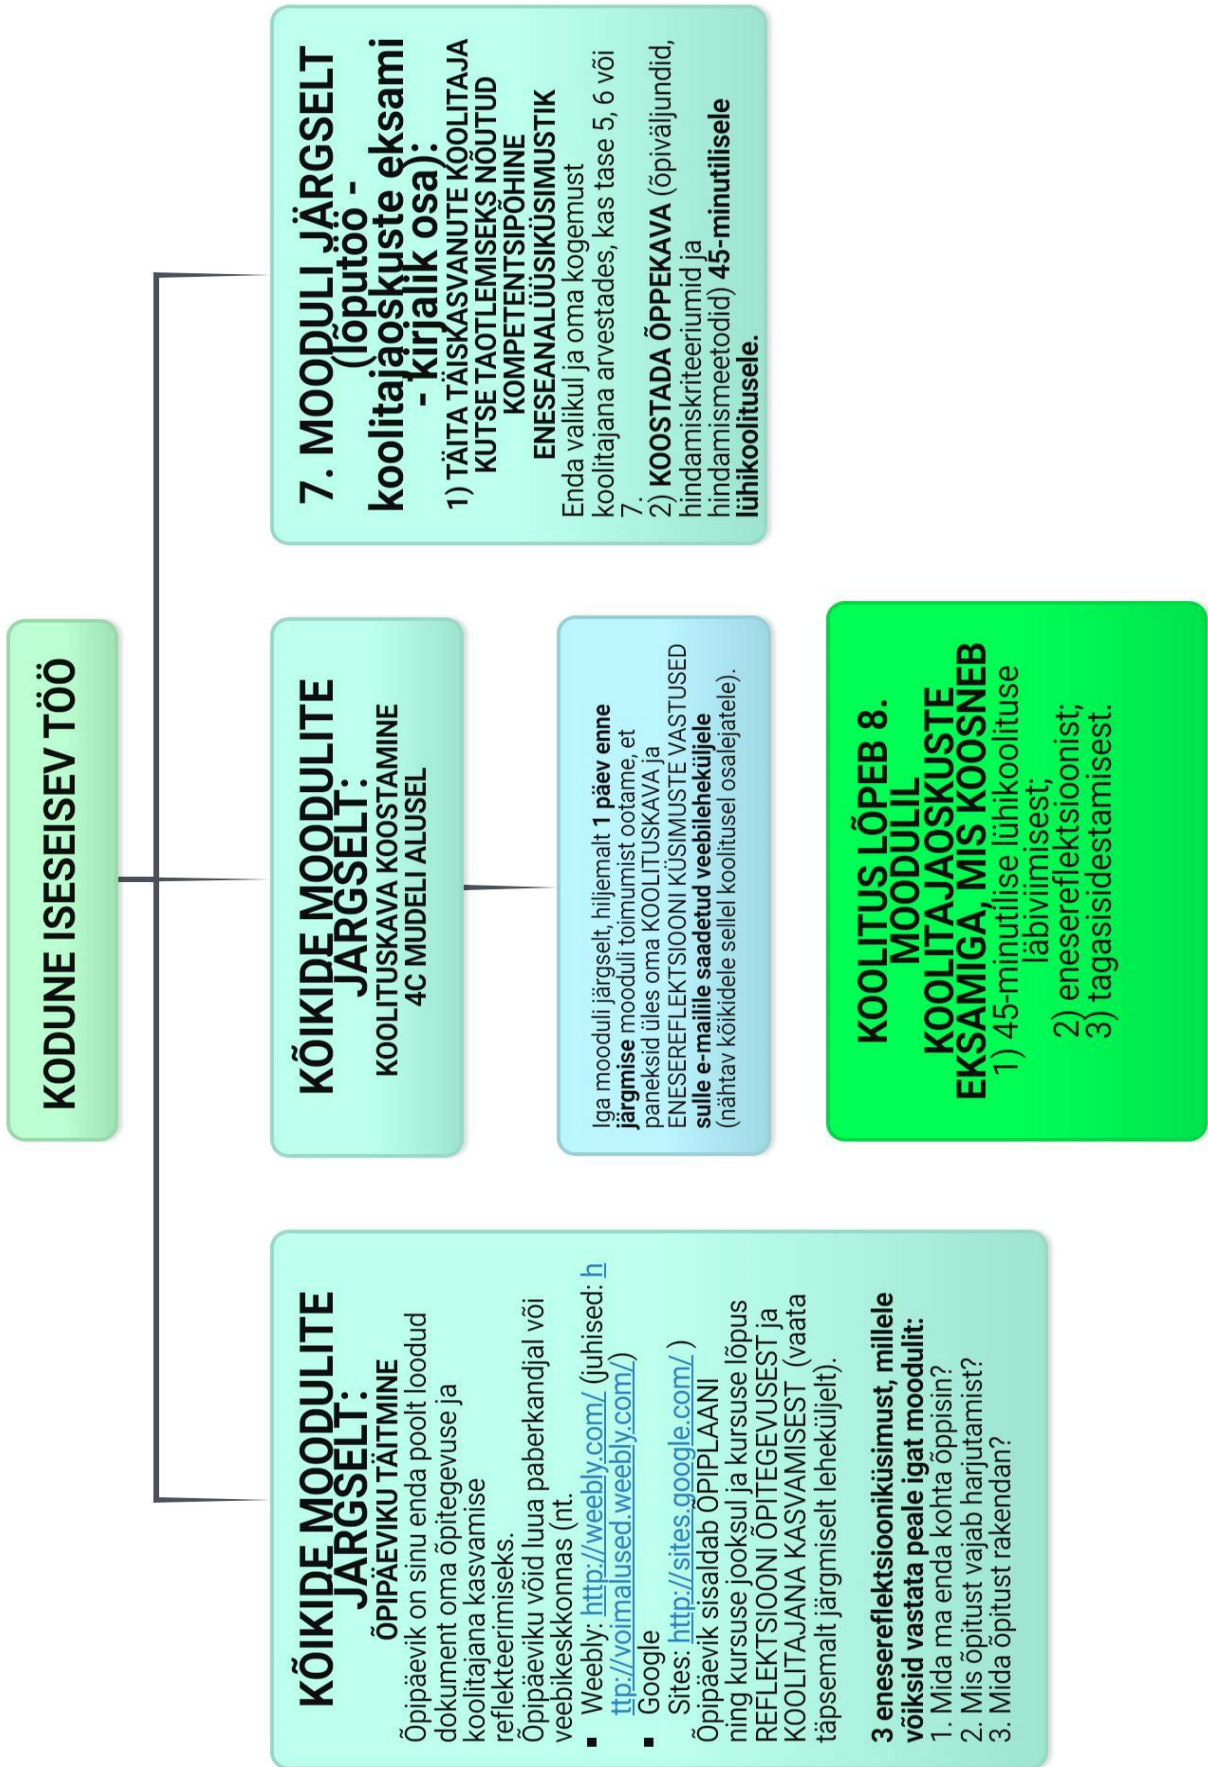 KODUNE ISESEISEV TÖÖ
KÕIKIDE MOODULITE
JÄRGSELT:
ÕPIPÄEVIKU TÄITMINE
Õpipäevik on sinu enda poolt loodud
dokument oma õpitegevuse ja
koolitajana kasvamise
reflekteerimiseks.
Õpipäeviku võid luua paberkandjal või
veebikeskkonnas (nt.
▪ Weebly: http://weebly.com/ (juhised: h
ttp://voimalused.weebly.com/)
▪ Google
Sites: http://sites.google.com/ )
Õpipäevik sisaldab ÕPIPLAANI
ning kursuse jooksul ja kursuse lõpus
REFLEKTSIOONI ÕPITEGEVUSEST ja
KOOLITAJANA KASVAMISEST (vaata
täpsemalt järgmiselt leheküljelt).
3 enesereflektsiooniküsimust, millele
võiksid vastata peale igat moodulit:
1. Mida ma enda kohta õppisin?
2. Mis õpitust vajab harjutamist?
3. Mida õpitust rakendan?
KÕIKIDE MOODULITE
JÄRGSELT:
KOOLITUSKAVA KOOSTAMINE
4C MUDELI ALUSEL
Iga mooduli järgselt, hiljemalt 1 päev enne
järgmise mooduli toimumist ootame, et
paneksid üles oma KOOLITUSKAVA ja
ENESEREFLEKTSIOONI KÜSIMUSTE VASTUSED
sulle e-mailile saadetud veebileheküljele
(nähtav kõikidele sellel koolitusel osalejatele).
KOOLITUS LÕPEB 8.
MOODULIL
KOOLITAJAOSKUSTE
EKSAMIGA, MIS KOOSNEB
1) 45-minutilise lühikoolituse
läbiviimisest;
2) enesereflektsioonist;
3) tagasisidestamisest.
7. MOODULI JÄRGSELT
(lõputöö -
koolitajaoskuste eksami
- kirjalik osa):
1) TÄITA TÄISKASVANUTE KOOLITAJA
KUTSE TAOTLEMISEKS NÕUTUD
KOMPETENTSIPÕHINE
ENESEANALÜÜSIKÜSIMUSTIK
Enda valikul ja oma kogemust
koolitajana arvestades, kas tase 5, 6 või
7.
2) KOOSTADA ÕPPEKAVA (õpiväljundid,
hindamiskriteeriumid ja
hindamismeetodid) 45-minutilisele
lühikoolitusele.